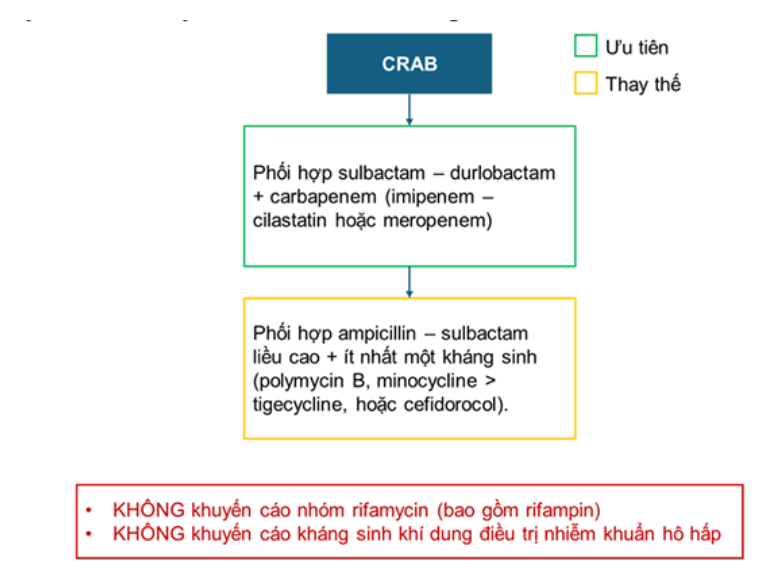 CRAB
Ưu tiên
Thay thế
Phối hợp sulbactam – durlobactam
+ carbapenem (imipenem –
cilastatin hoặc meropenem)
Phối hợp ampicillin – sulbactam
liều cao + ít nhất một kháng sinh
(polymycin B, minocycline >
tigecycline, hoặc cefidorocol).
• KHÔNG khuyến cáo nhóm rifamycin (bao gồm rifampin)
• KHÔNG khuyến cáo kháng sinh khí dung điều trị nhiễm khuẩn hô hấp